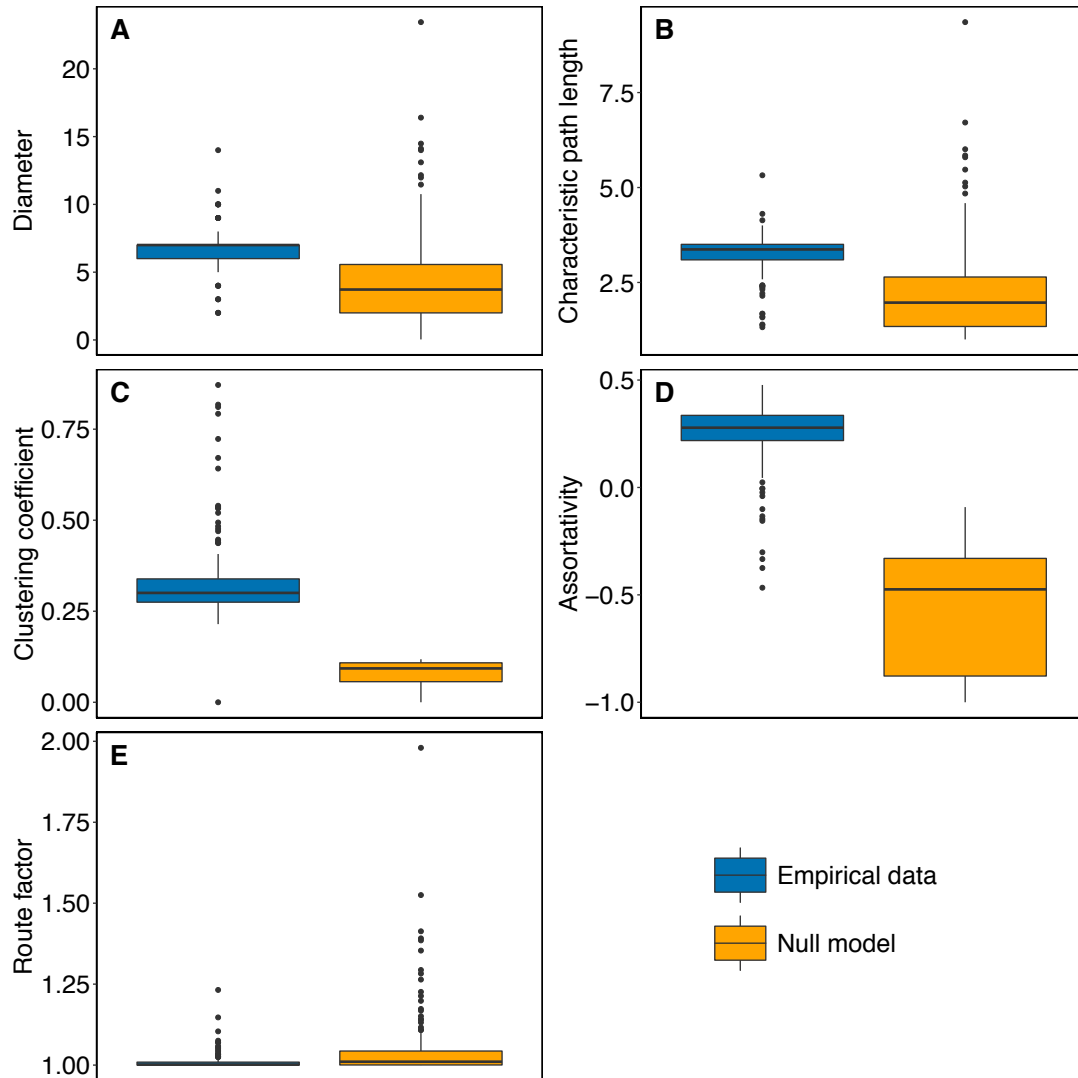 A
Diameter
20
15
10
5
0
B
Characteristic path length
7.5
5.0
2.5
C
Clustering coefficient
0.75
0.50
0.25
0.00
D
Assortativity
0.5
0.0
−0.5
−1.0
E
Route factor
2.00
1.75
1.50
1.25
1.00
Empirical data
Null model